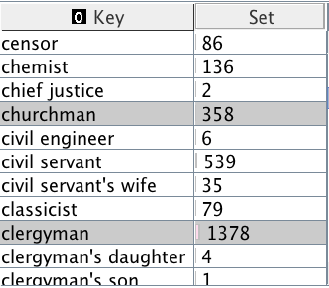 0 Key Set
censor 86
chemist 136
chief justice 2
churchman 358
civil engineer 6
civil servant 539
civil servant's wife 35
classicist 79
clergyman 1378
clergyman's daughter 4
clergyman's son 1